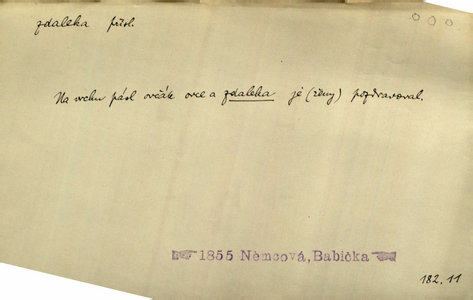 zdaleka přísl.
Na vrchu pásl ovčák ovce a zdaleka je (ženy) pozdravoval.
1855 Němcová, Babička
182.11